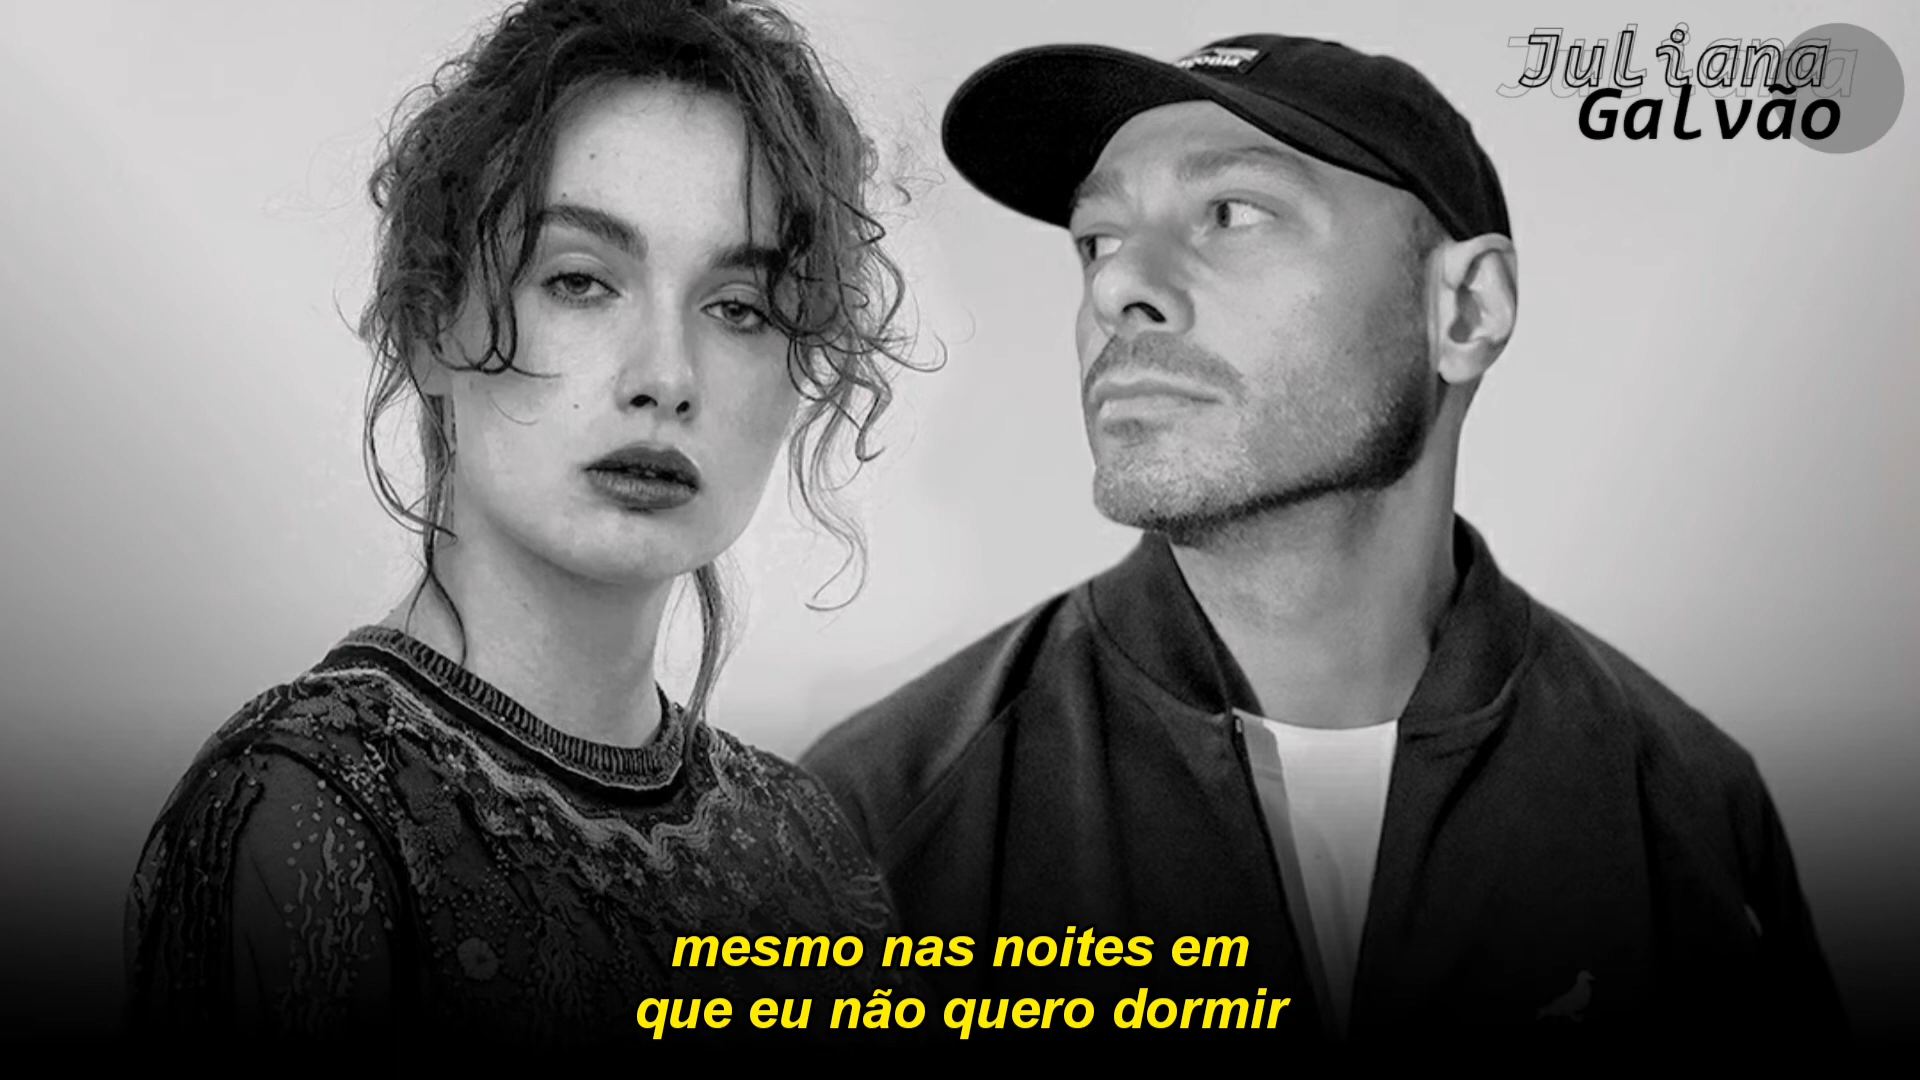 Juliana
Galvão
mesmo nas noites em
que eu não quero dormir